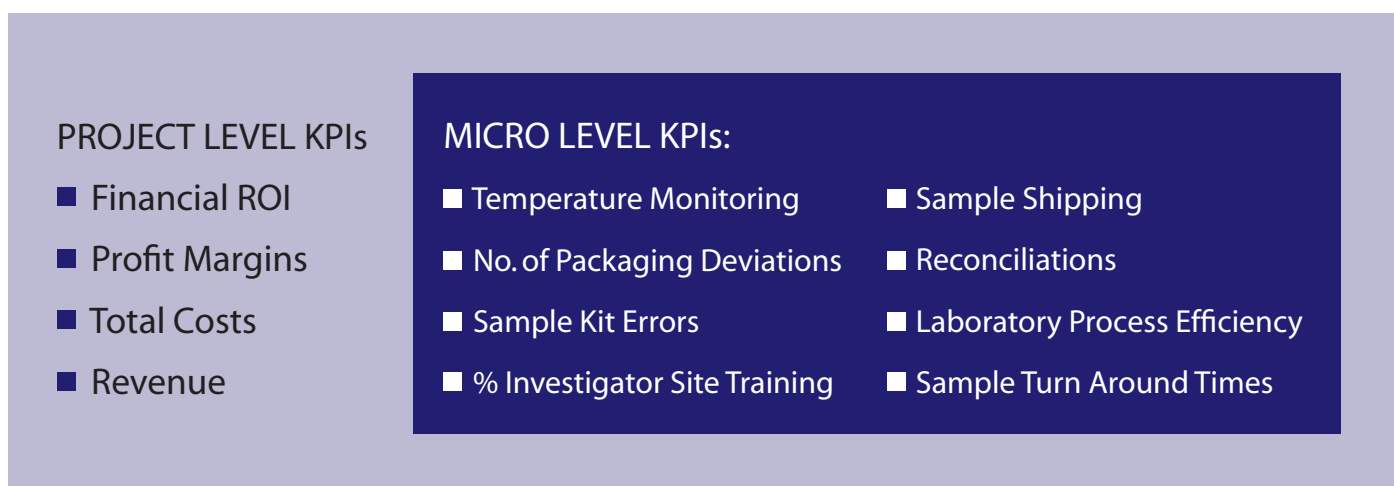 PROJECT LEVEL KPIs
Financial ROI
Profit Margins
Total Costs
Revenue
MICRO LEVEL KPIs:
Temperature Monitoring
No. of Packaging Deviations
Sample Kit Errors
% Investigator Site Training
Sample Shipping
Reconciliations
Laboratory Process Efficiency
Sample Turn Around Times